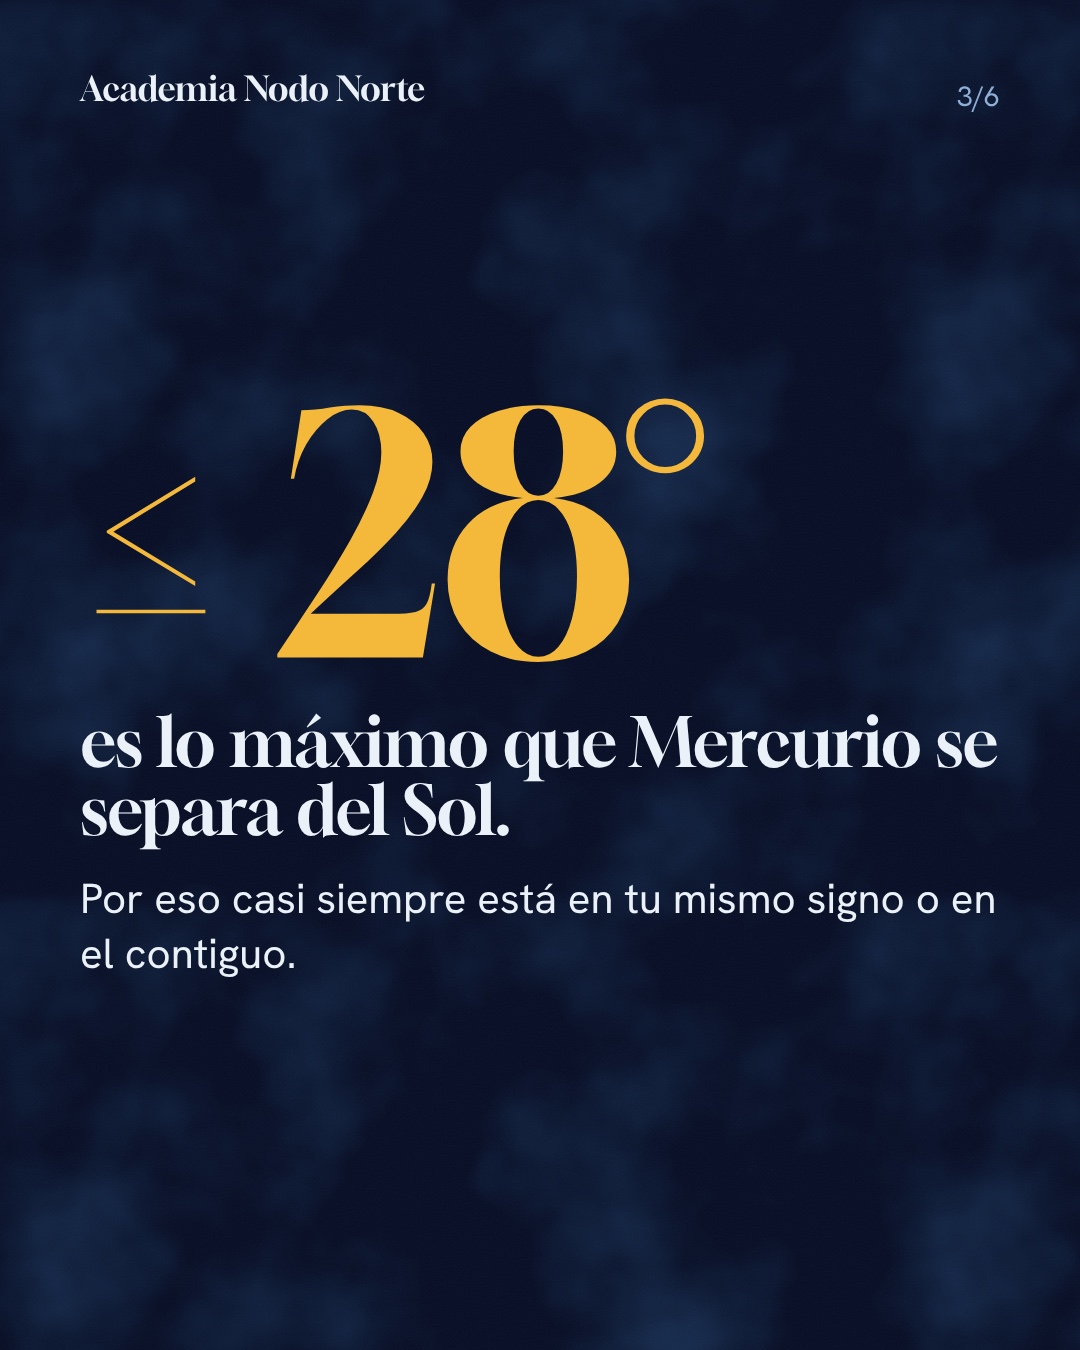 Academia Nodo Norte
3/6
≤ 28°
es lo máximo que Mercurio se
separa del Sol.
Por eso casi siempre está en tu mismo signo o en
el contiguo.